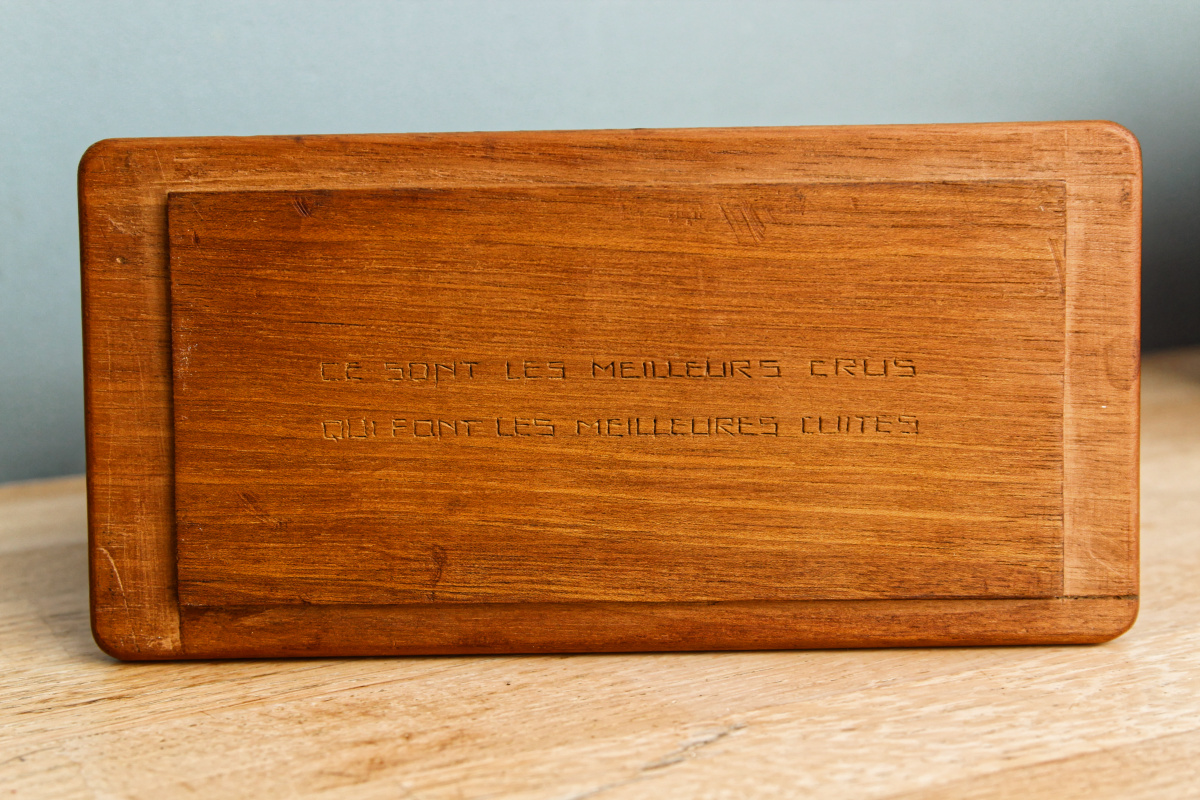 CE SONT LES MEILLEURS CRUS
QUI FONT LES MEILLEURES CUITES